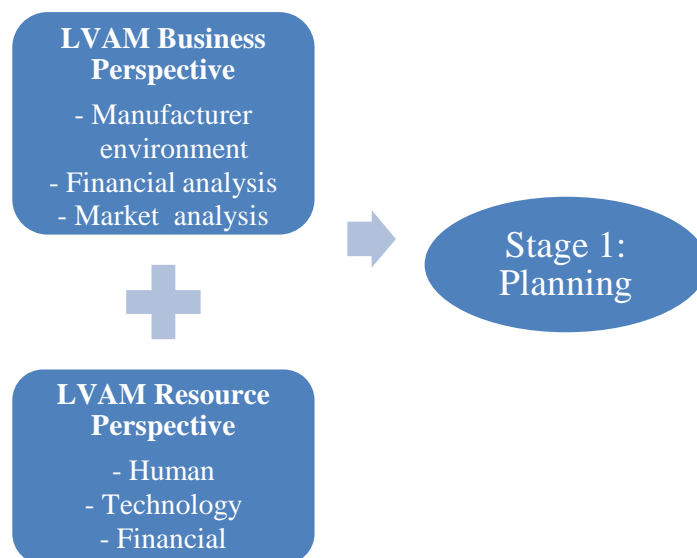 LVAM Business
Perspective
- Manufacturer
environment
- Financial analysis
- Market analysis
Stage 1:
Planning
LVAM Resource
Perspective
- Human
- Technology
- Financial